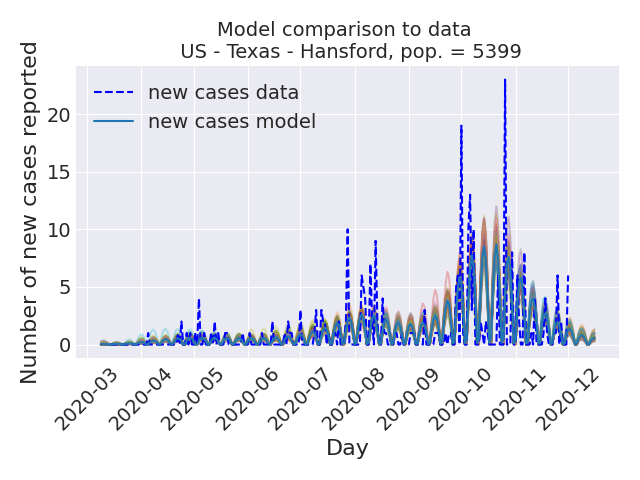 Model comparison to data
US - Texas - Hansford, pop. = 5399
Number of new cases reported
new cases data
new cases model
20
15
10
5
0
2020-03
2020-04
2020-05
2020-06
2020-07
2020-08
2020-09
2020-10
2020-11
2020-12
Day